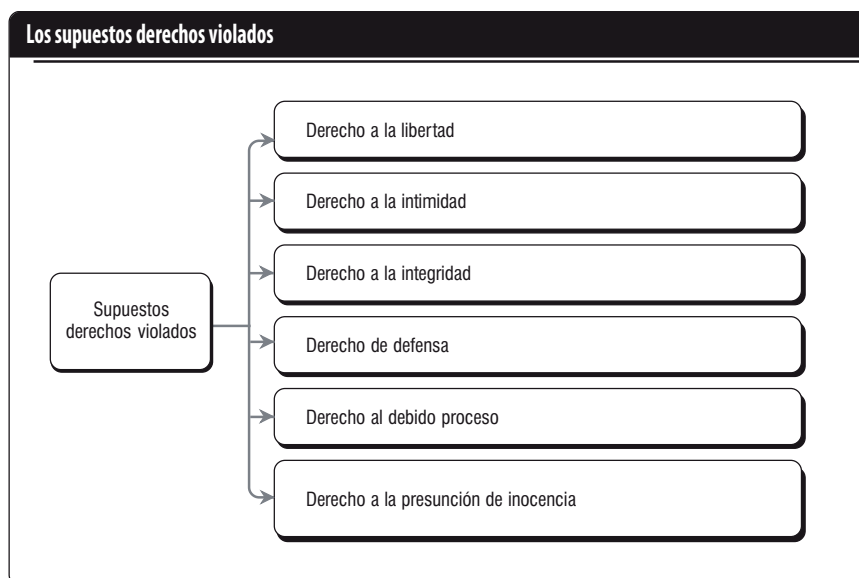 Los supuestos derechos violados
Derecho a la libertad
Derecho a la intimidad
Derecho a la integridad
Supuestos
derechos violados
Derecho de defensa
Derecho al debido proceso
Derecho a la presunción de inocencia